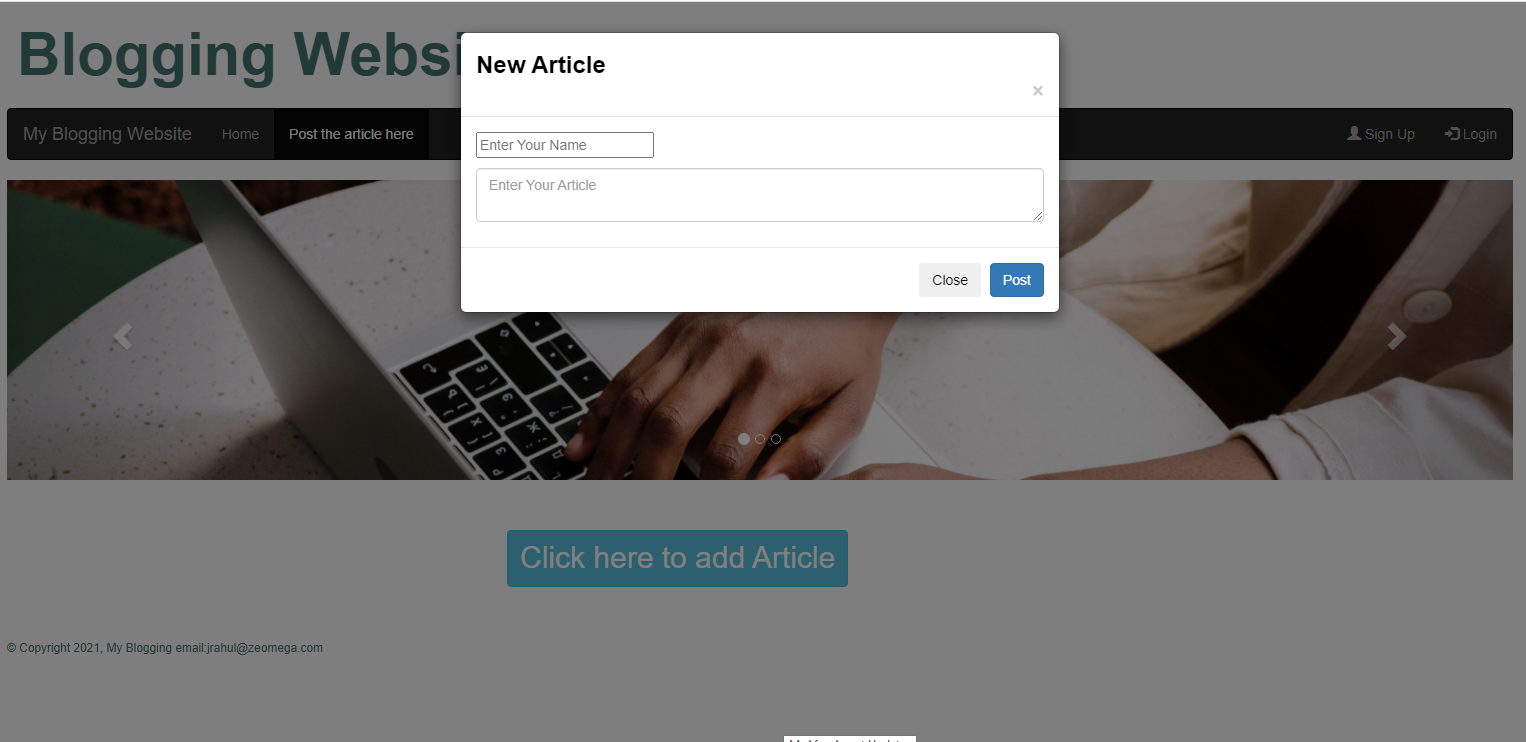 Blogging Websi
New Article
×
My Blogging Website Home Post the article here Sign Up Login
Enter Your Name
Enter Your Article
Close Post
Click here to add Article
© Copyright 2021, My Blogging email:jrahul@zeomega.com